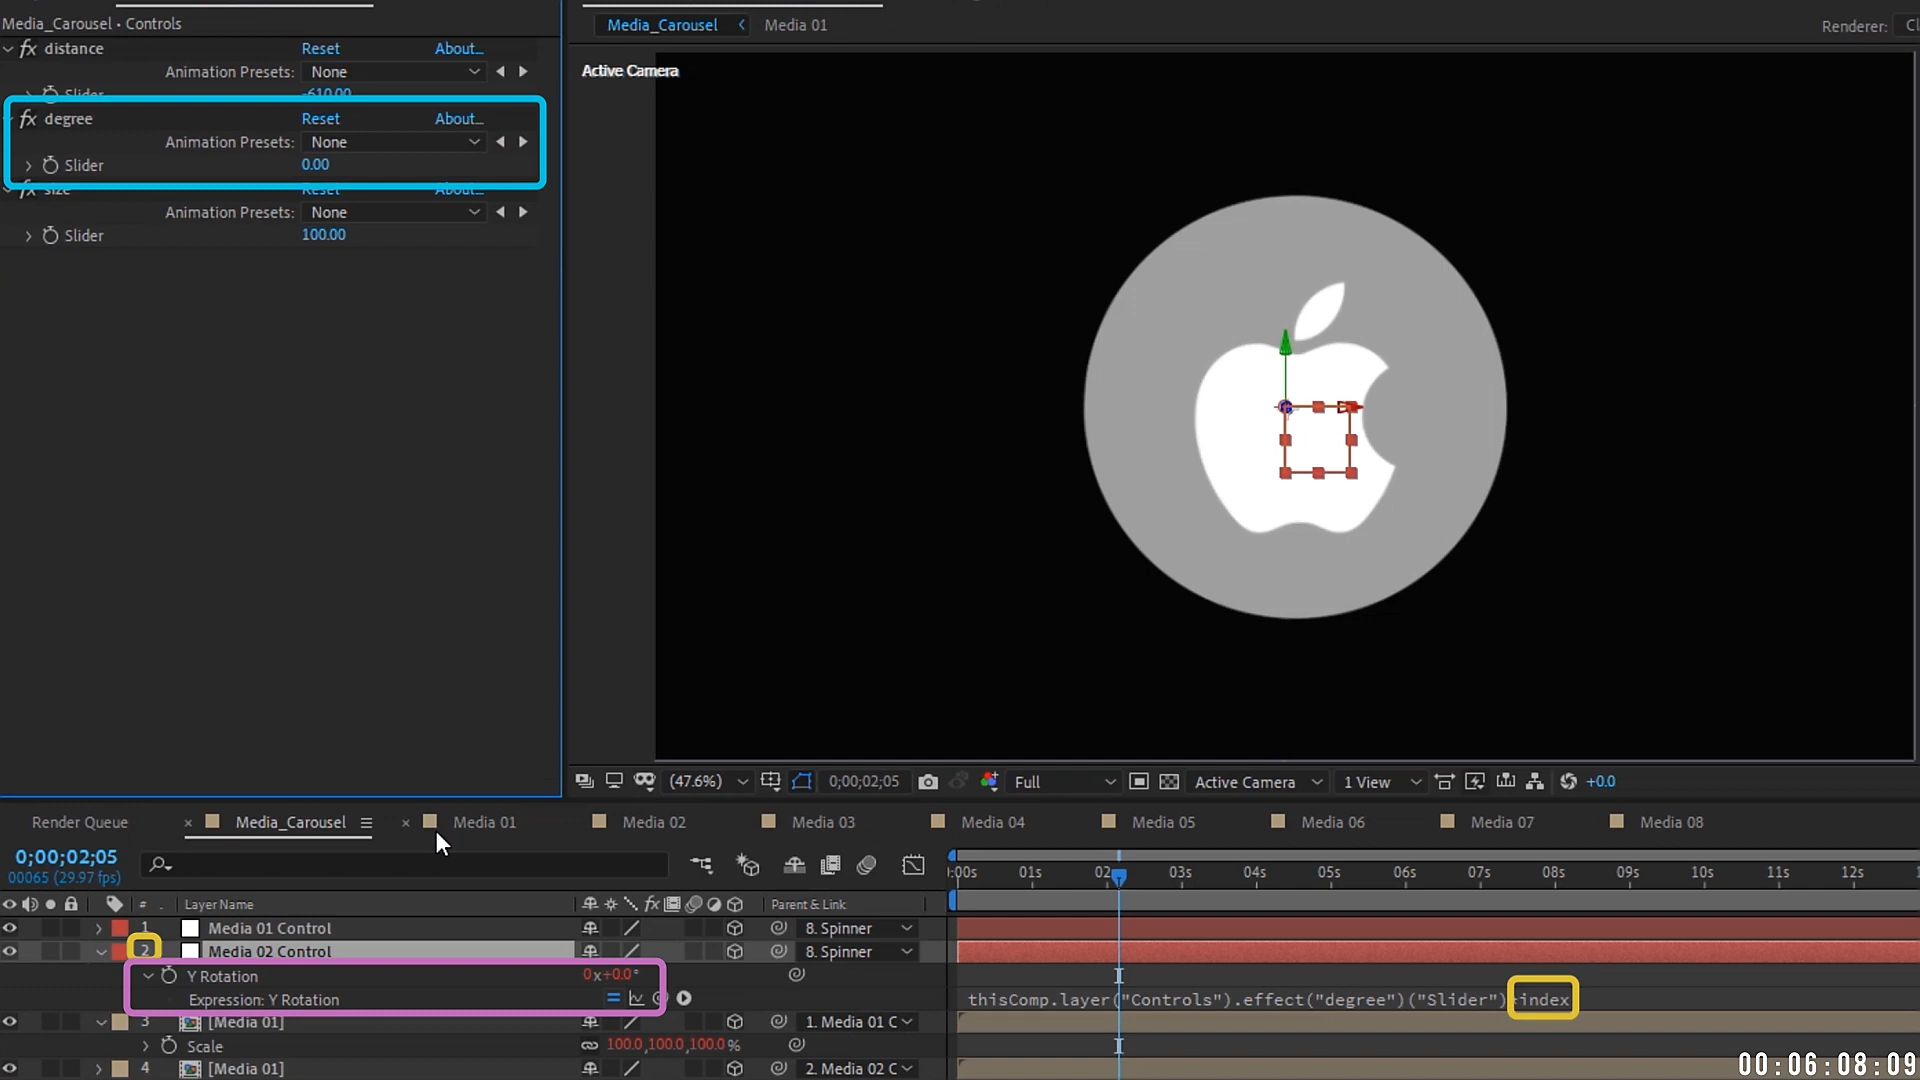 Media_Carousel • Controls
fx distance Reset About...
Animation Presets: None
Slider -610.00
fx degree Reset About...
Animation Presets: None
Slider 0.00
fx size Reset About...
Animation Presets: None
Slider 100.00
Media_Carousel Media 01
Renderer: Cl
Active Camera
(47.6%) 0;00;02;05 Full Active Camera 1 View +0.0
Render Queue Media_Carousel Media 01 Media 02 Media 03 Media 04 Media 05 Media 06 Media 07 Media 08
0;00;02;05
00065 (29.97 fps)
:00s 01s 02 03s 04s 05s 06s 07s 08s 09s 10s 11s 12s
# Layer Name fx Parent & Link
1 Media 01 Control 8. Spinner
2 Media 02 Control 8. Spinner
Y Rotation 0x+0.0°
Expression: Y Rotation thisComp.layer("Controls").effect("degree")("Slider")*index
3 [Media 01] 1. Media 01 C
Scale 100.0,100.0,100.0%
4 [Media 01] 2. Media 02 C
00:06:08:09